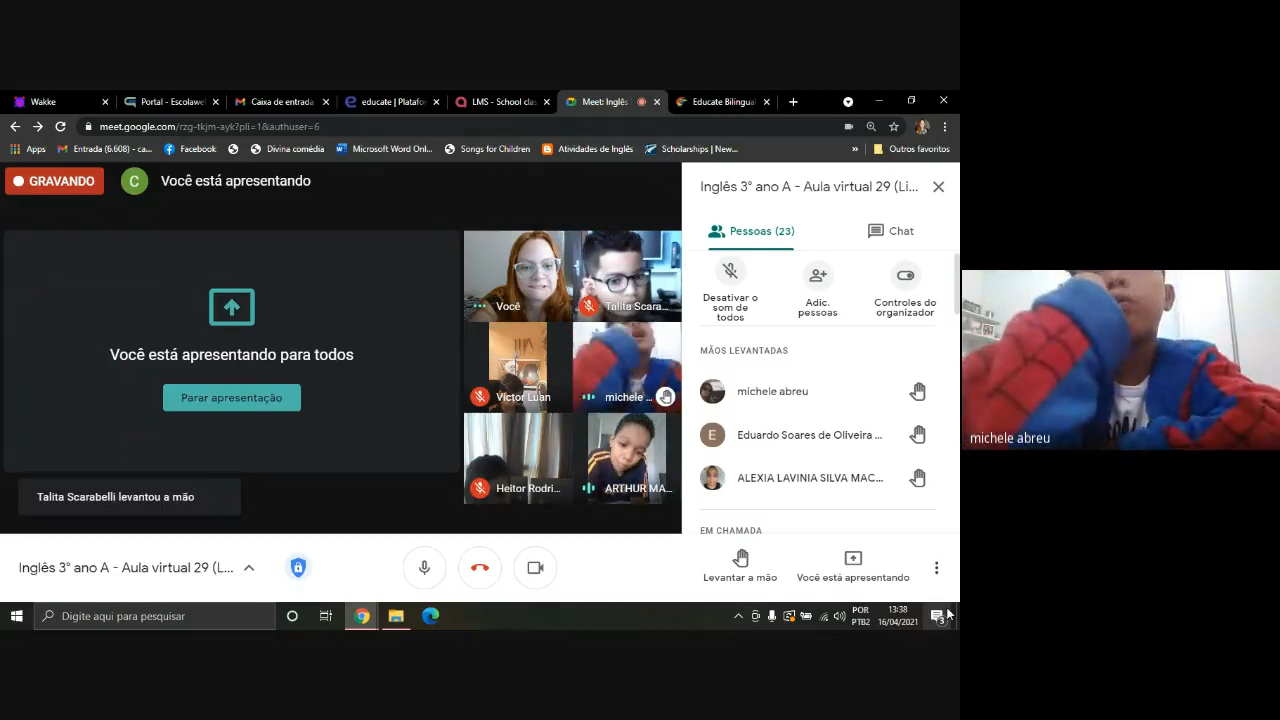 Wakke
Portal - Escolawe
Caixa de entrada
educate | Platafor
LMS - School clas
Meet: Inglês
Educate Bilingual
meet.google.com/rzg-tkjm-ayk?pli=1&authuser=6
Apps
Entrada (6.608) - ca...
Facebook
Divina comédia
Microsoft Word Onl...
Songs for Children
Atividades de Inglês
Scholarships | New...
»
Outros favoritos
GRAVANDO
C
Você está apresentando
Inglês 3° ano A - Aula virtual 29 (Li...
Pessoas (23)
Chat
Desativar o
som de
todos
Adic.
pessoas
Controles do
organizador
MÃOS LEVANTADAS
michele abreu
E
Eduardo Soares de Oliveira ...
ALEXIA LAVINIA SILVA MAC...
EM CHAMADA
Você está apresentando para todos
Parar apresentação
Você
Talita Scara...
Victor Luan
michele ...
Heitor Rodri...
ARTHUR MA...
Talita Scarabelli levantou a mão
michele abreu
Inglês 3° ano A - Aula virtual 29 (L...
Levantar a mão
Você está apresentando
Digite aqui para pesquisar
POR
PTB2
13:38
16/04/2021
3